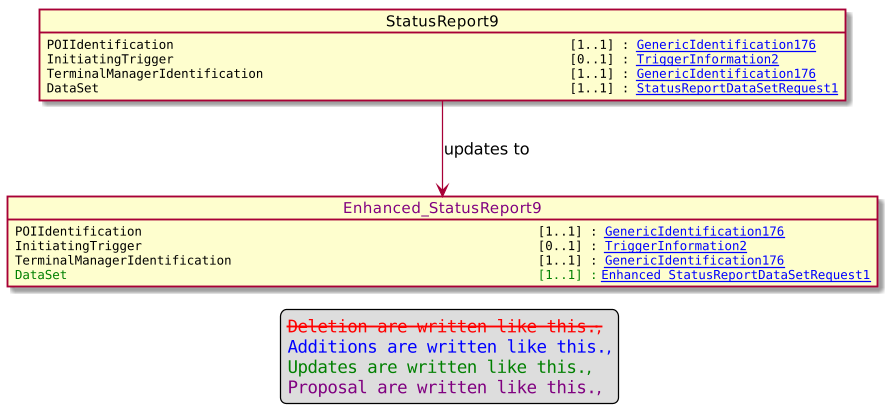 StatusReport9
POIIdentification [1..1] : GenericIdentification176
InitiatingTrigger [0..1] : TriggerInformation2
TerminalManagerIdentification [1..1] : GenericIdentification176
DataSet [1..1] : StatusReportDataSetRequest1
updates to
Enhanced_StatusReport9
POIIdentification [1..1] : GenericIdentification176
InitiatingTrigger [0..1] : TriggerInformation2
TerminalManagerIdentification [1..1] : GenericIdentification176
DataSet [1..1] : Enhanced StatusReportDataSetRequest1
Deletion are written like this.,
Additions are written like this.,
Updates are written like this.,
Proposal are written like this.,